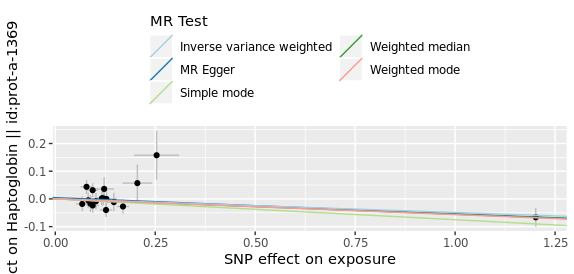 MR Test
Inverse variance weighted
Weighted median
MR Egger
Weighted mode
Simple mode
ct on Haptoglobin || id:prot-a-1369
0.2
0.1
0.0
-0.1
0.00 0.25 0.50 0.75 1.00 1.25
SNP effect on exposure